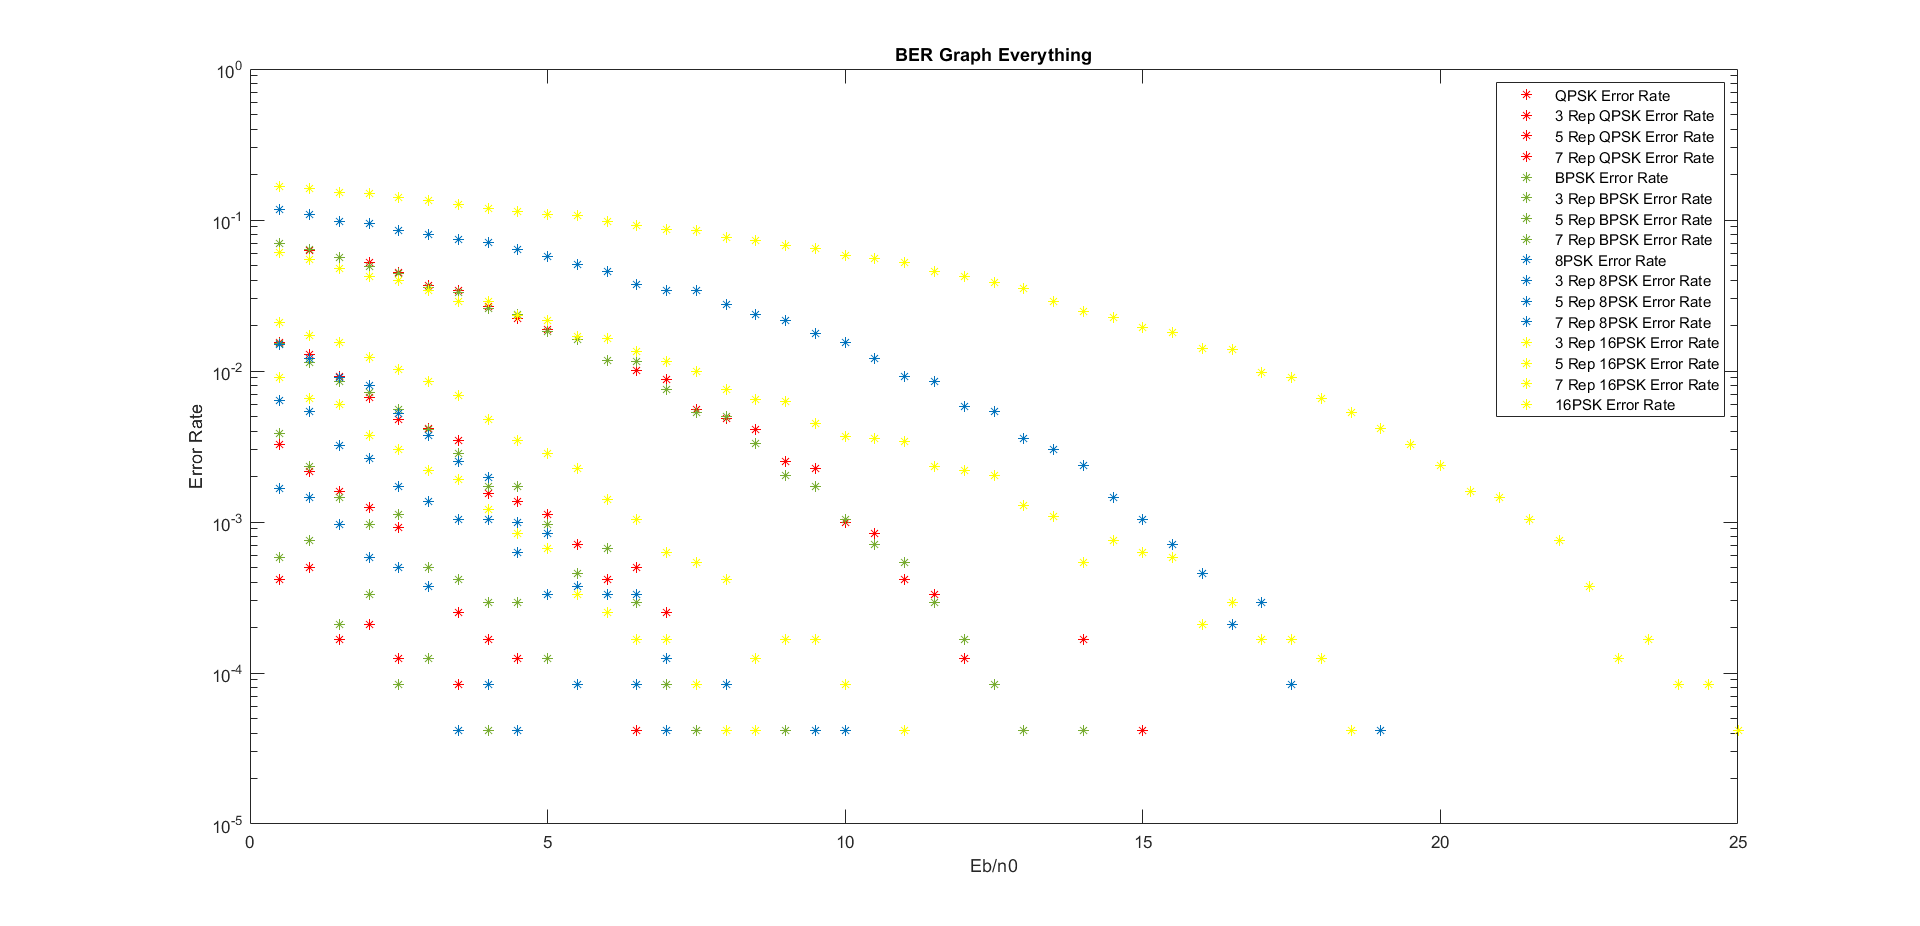 BER Graph Everything
10^0
10^-1
10^-2
10^-3
10^-4
10^-5
Error Rate
0
5
10
15
20
25
Eb/n0
QPSK Error Rate
3 Rep QPSK Error Rate
5 Rep QPSK Error Rate
7 Rep QPSK Error Rate
BPSK Error Rate
3 Rep BPSK Error Rate
5 Rep BPSK Error Rate
7 Rep BPSK Error Rate
8PSK Error Rate
3 Rep 8PSK Error Rate
5 Rep 8PSK Error Rate
7 Rep 8PSK Error Rate
3 Rep 16PSK Error Rate
5 Rep 16PSK Error Rate
7 Rep 16PSK Error Rate
16PSK Error Rate